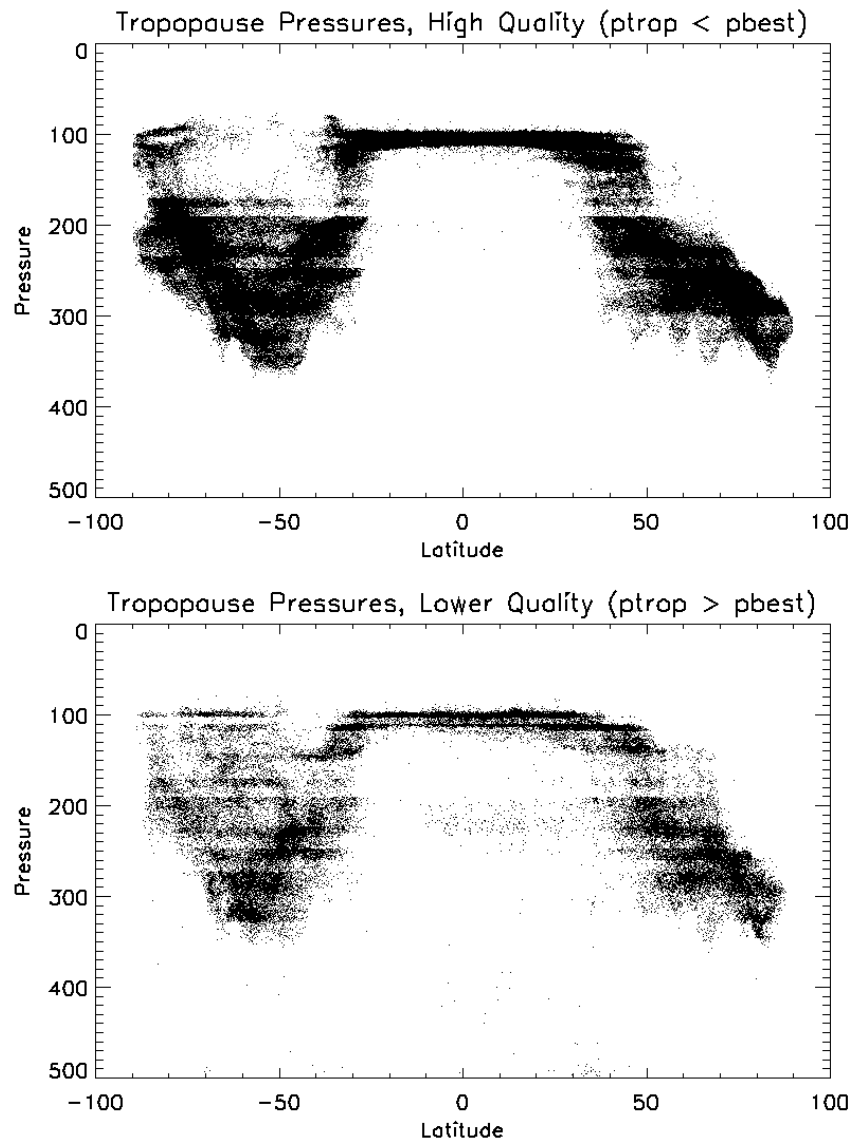 Tropopause Pressures, High Quality (ptrop < pbest)
0
100
200
300
400
500
Pressure
-100 -50 0 50 100
Latitude
Tropopause Pressures, Lower Quality (ptrop > pbest)
0
100
200
300
400
500
Pressure
-100 -50 0 50 100
Latitude